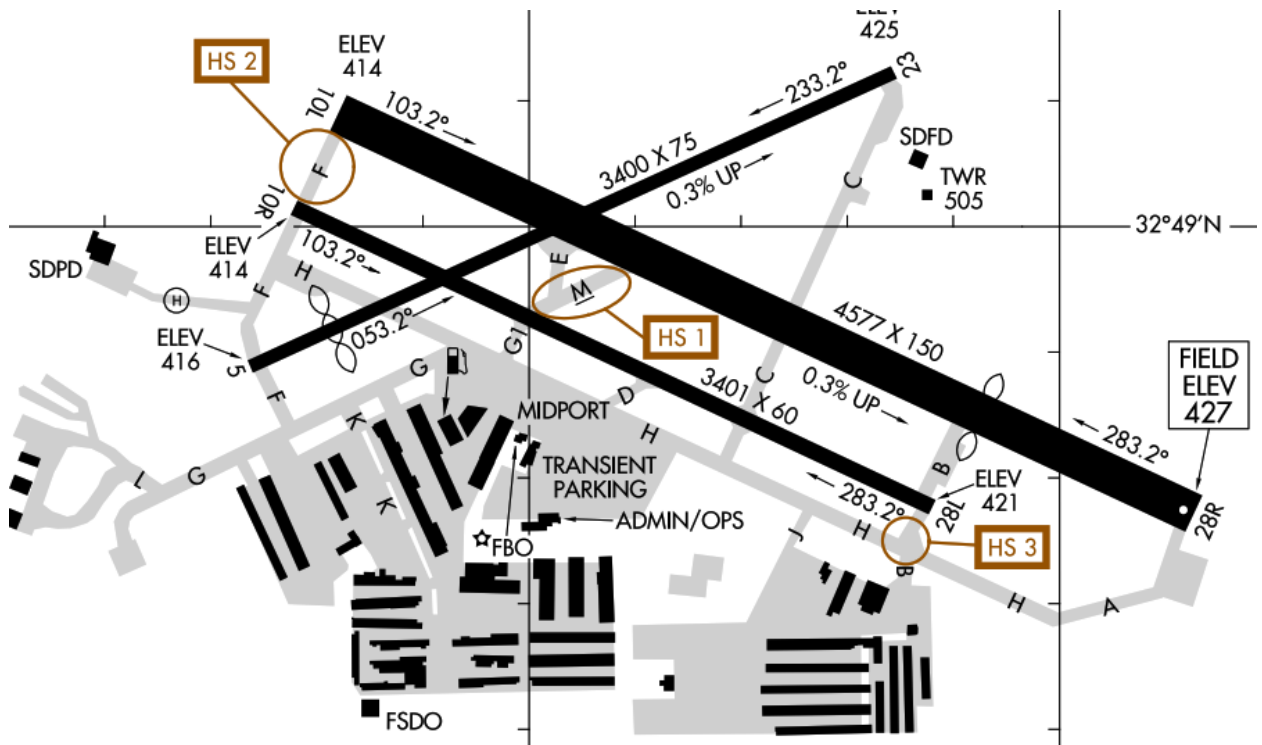 ELEV
425
ELEV
414
HS 2
23
10L
103.2°
233.2°
3400 X 75
0.3% UP
SDFD
TWR
505
F
C
10R
32°49'N
ELEV
414
103.2°
SDPD
H
H
E
M
HS 1
F
053.2°
4577 X 150
FIELD
ELEV
427
ELEV
416
5
G1
G
C
0.3% UP
3401 X 60
F
K
D
MIDPORT
H
283.2°
TRANSIENT
PARKING
B
ELEV
421
L
G
K
283.2°
28L
28R
ADMIN/OPS
FBO
J
H
HS 3
B
H
A
FSDO